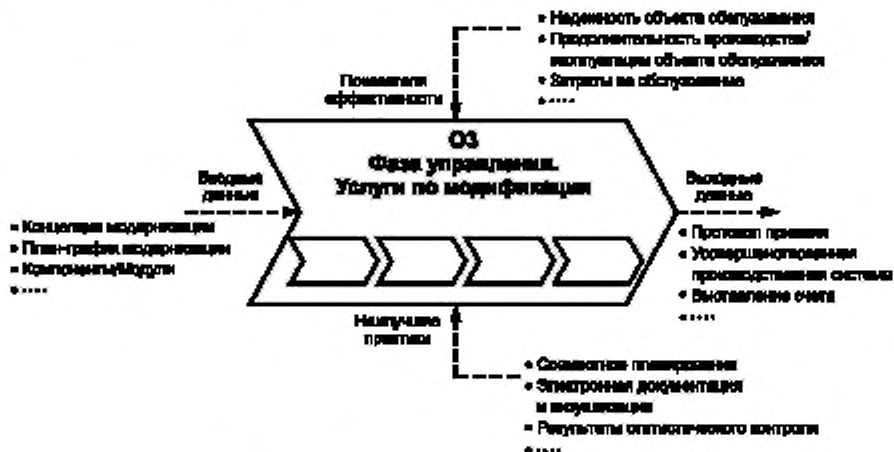 • Надежность объекта обслуживания
• Продолжительность производства/
эксплуатации объекта обслуживания
• Затраты на обслуживание
• ....
Показатели
эффективности
O3
Фаза управления.
Услуги по модификации
Вводные
данные
• Концепция модернизации
• План-график модернизации
• Компоненты/Модули
• ....
Выходные
данные
• Протокол приемки
• Усовершенствованная
производственная система
• Выставление счета
• ....
Наилучшие
практики
• Совместное планирование
• Электронная документация
и визуализация
• Результаты оптического контроля
• ....